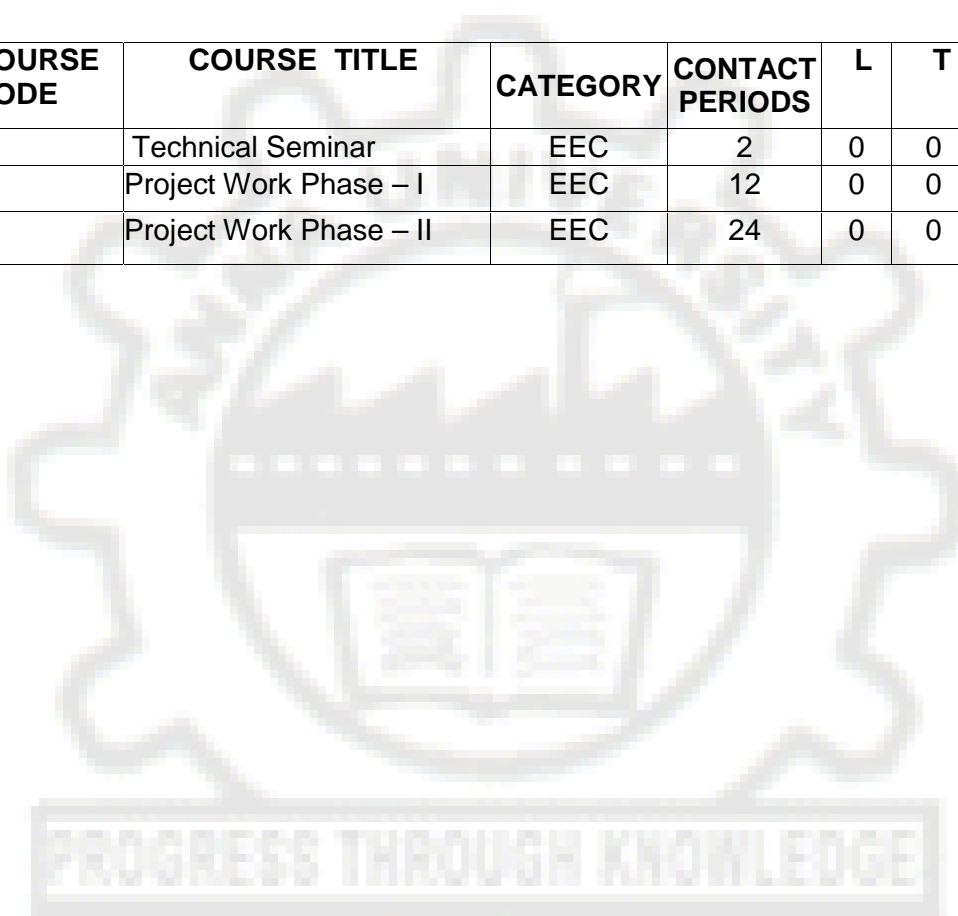 OURSE COURSE TITLE CATEGORY CONTACT L T
ODE PERIODS
Technical Seminar EEC 2 0 0
Project Work Phase – I EEC 12 0 0
Project Work Phase – II EEC 24 0 0
UNIVERSITY
PROGRESS THROUGH KNOWLEDGE